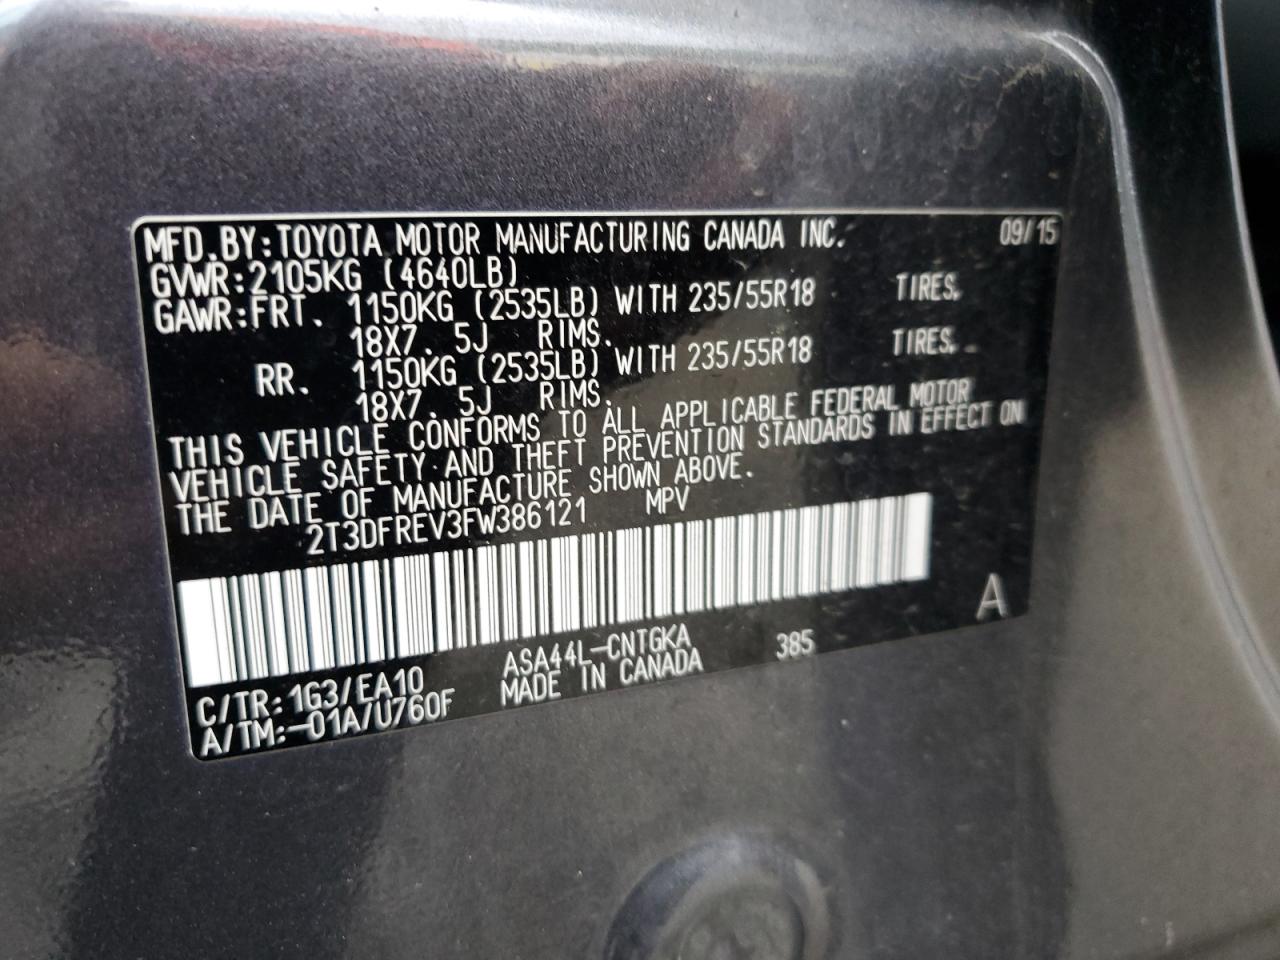 MFD.BY:TOYOTA MOTOR MANUFACTURING CANADA INC. 09/15
GVWR:2105KG (4640LB)
GAWR:FRT. 1150KG (2535LB) WITH 235/55R18 TIRES,
18X7.5J RIMS.
RR. 1150KG (2535LB) WITH 235/55R18 TIRES,
18X7.5J RIMS.
THIS VEHICLE CONFORMS TO ALL APPLICABLE FEDERAL MOTOR
VEHICLE SAFETY AND THEFT PREVENTION STANDARDS IN EFFECT ON
THE DATE OF MANUFACTURE SHOWN ABOVE.
2T3DFREV3FW386121 MPV
A
C/TR:1G3/EA10 ASA44L-CNTGKA 385
A/TM:-01A/U760F MADE IN CANADA